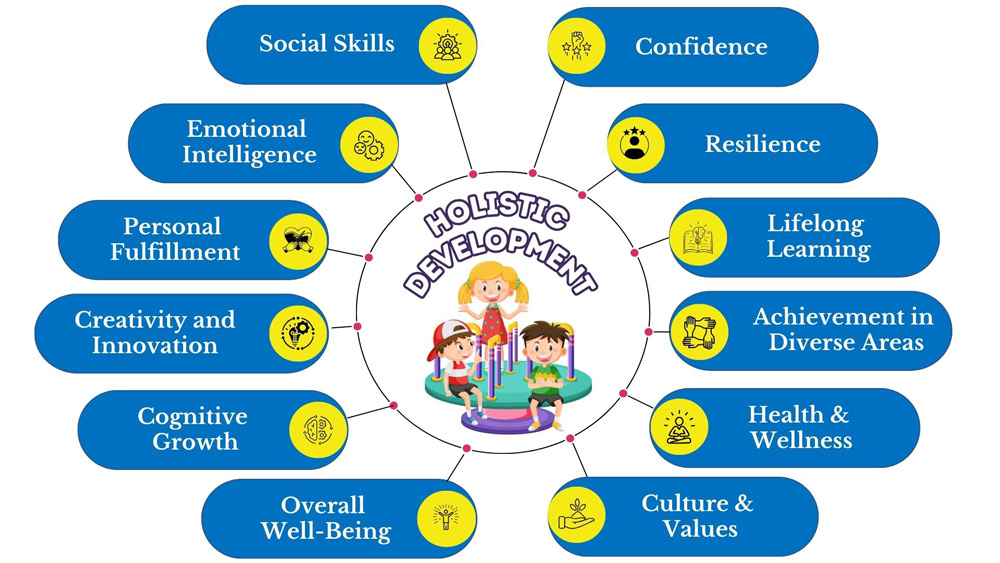 Social Skills
Confidence
Emotional
Intelligence
Resilience
Personal
Fulfillment
Lifelong
Learning
HOLISTIC
DEVELOPMENT
Creativity and
Innovation
Achievement in
Diverse Areas
Cognitive
Growth
Health &
Wellness
Overall
Well-Being
Culture &
Values